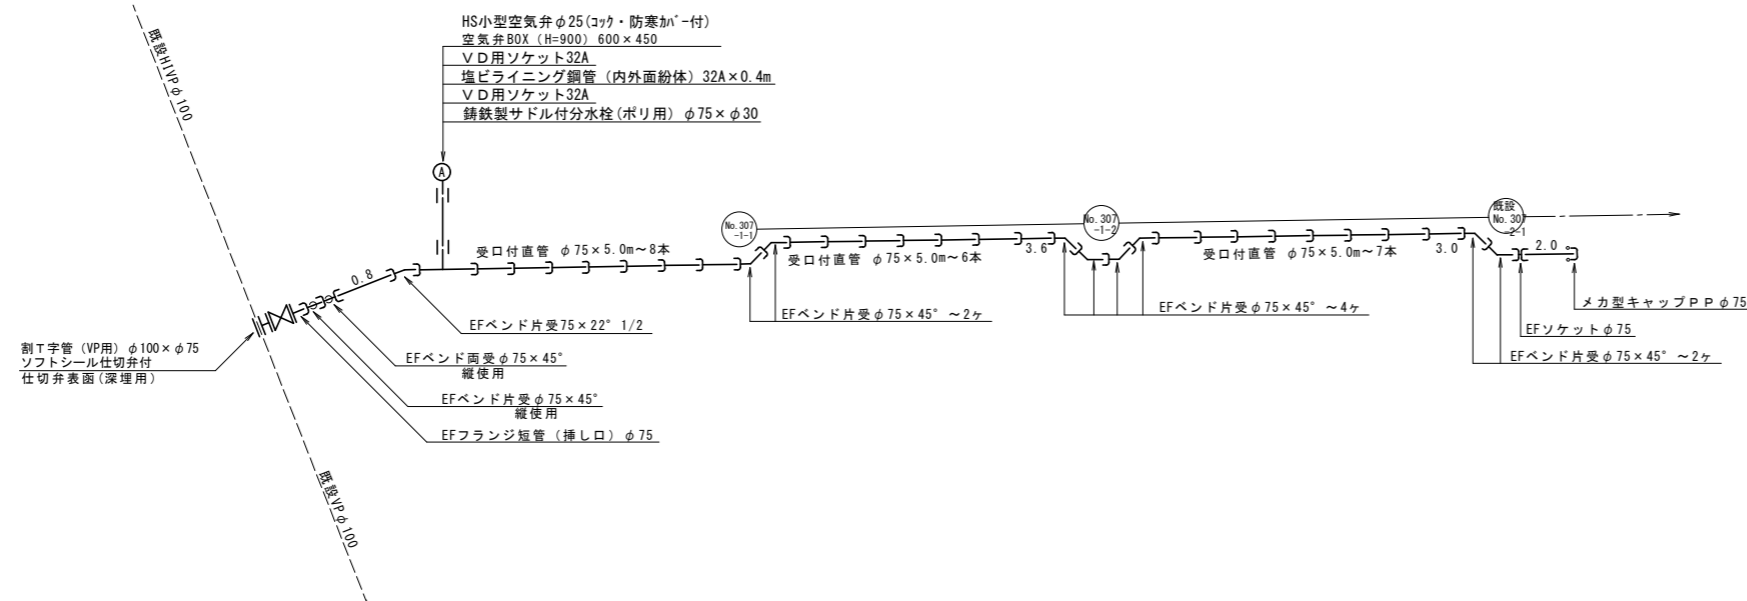 既設HIVPφ100
HS小型空気弁φ25(ｺｯｸ・防寒ｶﾊﾞｰ付)
空気弁BOX (H=900) 600×450
ＶＤ用ソケット32A
塩ビライニング鋼管 (内外面紛体) 32A×0.4m
ＶＤ用ソケット32A
鋳鉄製サドル付分水栓(ポリ用) φ75×φ30
A
受口付直管 φ75×5.0m～8本
0.8
No.307
-1-1
受口付直管 φ75×5.0m～6本
3.6
No.307
-1-2
受口付直管 φ75×5.0m～7本
3.0
既設
No.307
-2-1
2.0
割Ｔ字管 (VP用) φ100×φ75
ソフトシール仕切弁付
仕切弁表函(深埋用)
EFベンド片受75×22° 1/2
EFベンド両受φ75×45°
縦使用
EFベンド片受φ75×45°
縦使用
EFフランジ短管 (挿し口) φ75
EFベンド片受φ75×45° ～2ヶ
EFベンド片受φ75×45° ～4ヶ
メカ型キャップＰＰφ75
EFソケットφ75
EFベンド片受φ75×45° ～2ヶ
既設VPφ100